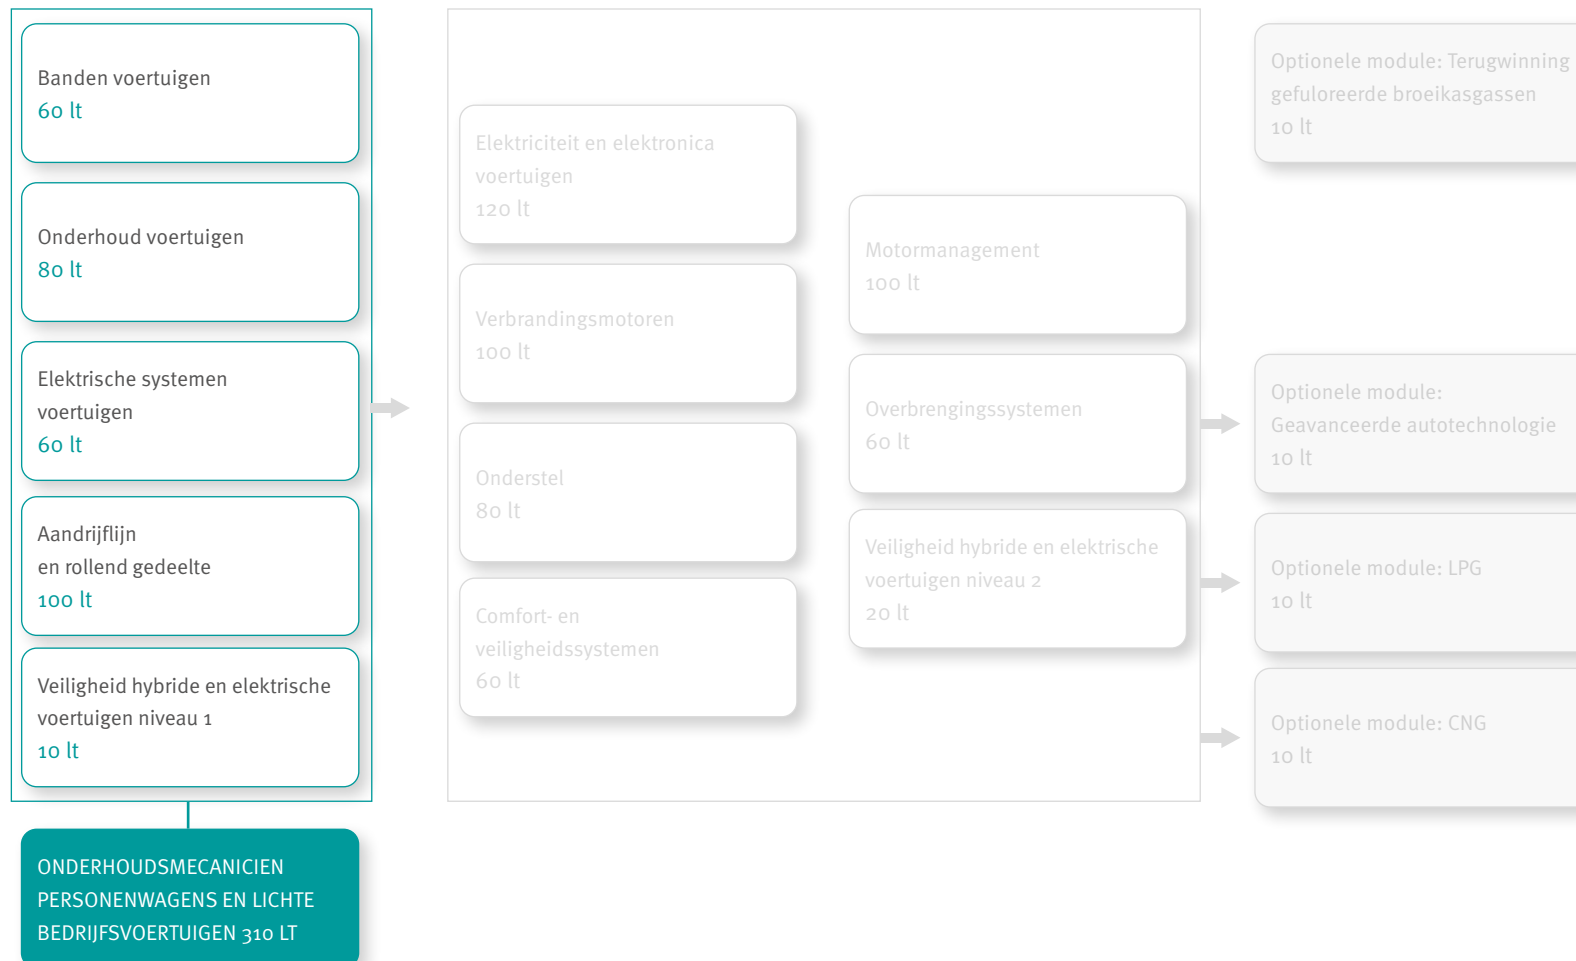 Banden voertuigen
60 lt
Onderhoud voertuigen
80 lt
Elektrische systemen
voertuigen
60 lt
Aandrijflijn
en rollend gedeelte
100 lt
Veiligheid hybride en elektrische
voertuigen niveau 1
10 lt
ONDERHOUDSMECANICIEN
PERSONENWAGENS EN LICHTE
BEDRIJFSVOERTUIGEN 310 LT
Elektriciteit en elektronica
voertuigen
120 lt
Verbrandingsmotoren
100 lt
Onderstel
80 lt
Comfort- en
veiligheidssystemen
60 lt
Motormanagement
100 lt
Overbrengingssystemen
60 lt
Veiligheid hybride en elektrische
voertuigen niveau 2
20 lt
Optionele module: Terugwinning
gefuloreerde broeikasgassen
10 lt
Optionele module:
Geavanceerde autotechnologie
10 lt
Optionele module: LPG
10 lt
Optionele module: CNG
10 lt